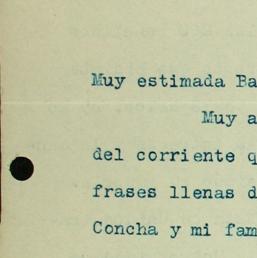 Muy estimada Ba
Muy a
del corriente q
frases llenas d
Concha y mi fam